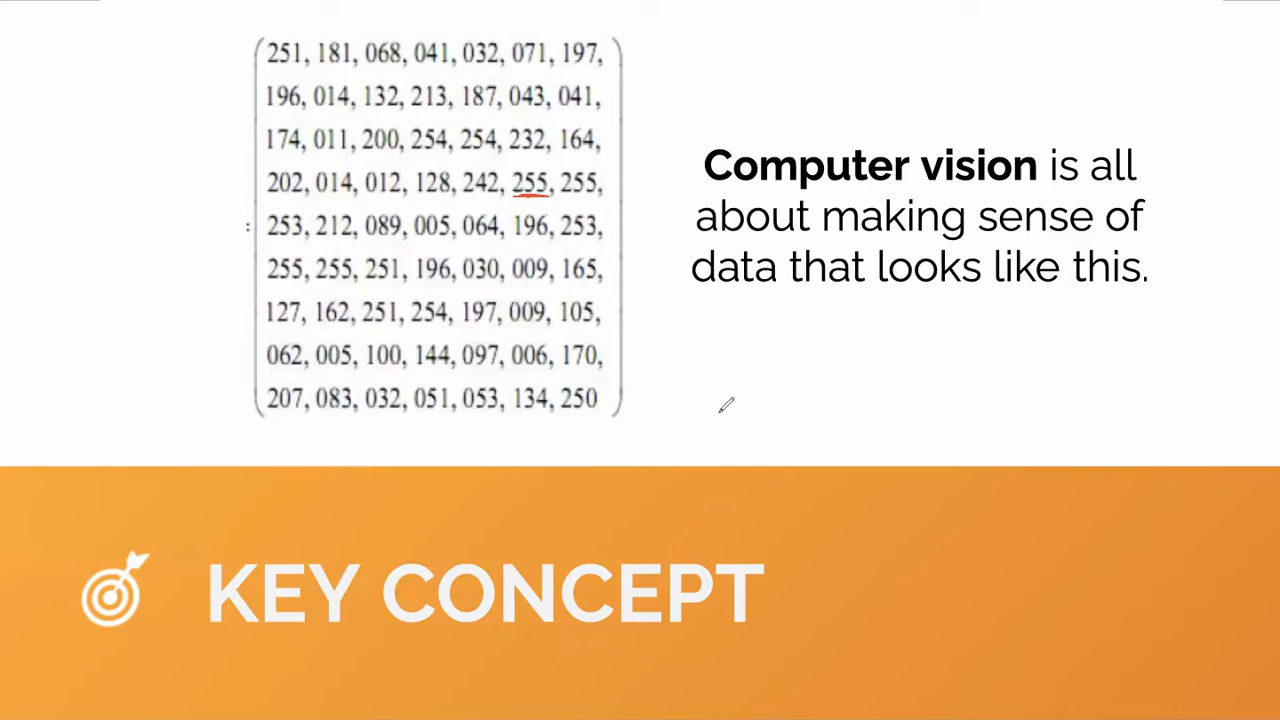 251, 181, 068, 041, 032, 071, 197,
196, 014, 132, 213, 187, 043, 041,
174, 011, 200, 254, 254, 232, 164,
202, 014, 012, 128, 242, 255, 255,
: 253, 212, 089, 005, 064, 196, 253,
255, 255, 251, 196, 030, 009, 165,
127, 162, 251, 254, 197, 009, 105,
062, 005, 100, 144, 097, 006, 170,
207, 083, 032, 051, 053, 134, 250
Computer vision is all
about making sense of
data that looks like this.
KEY CONCEPT